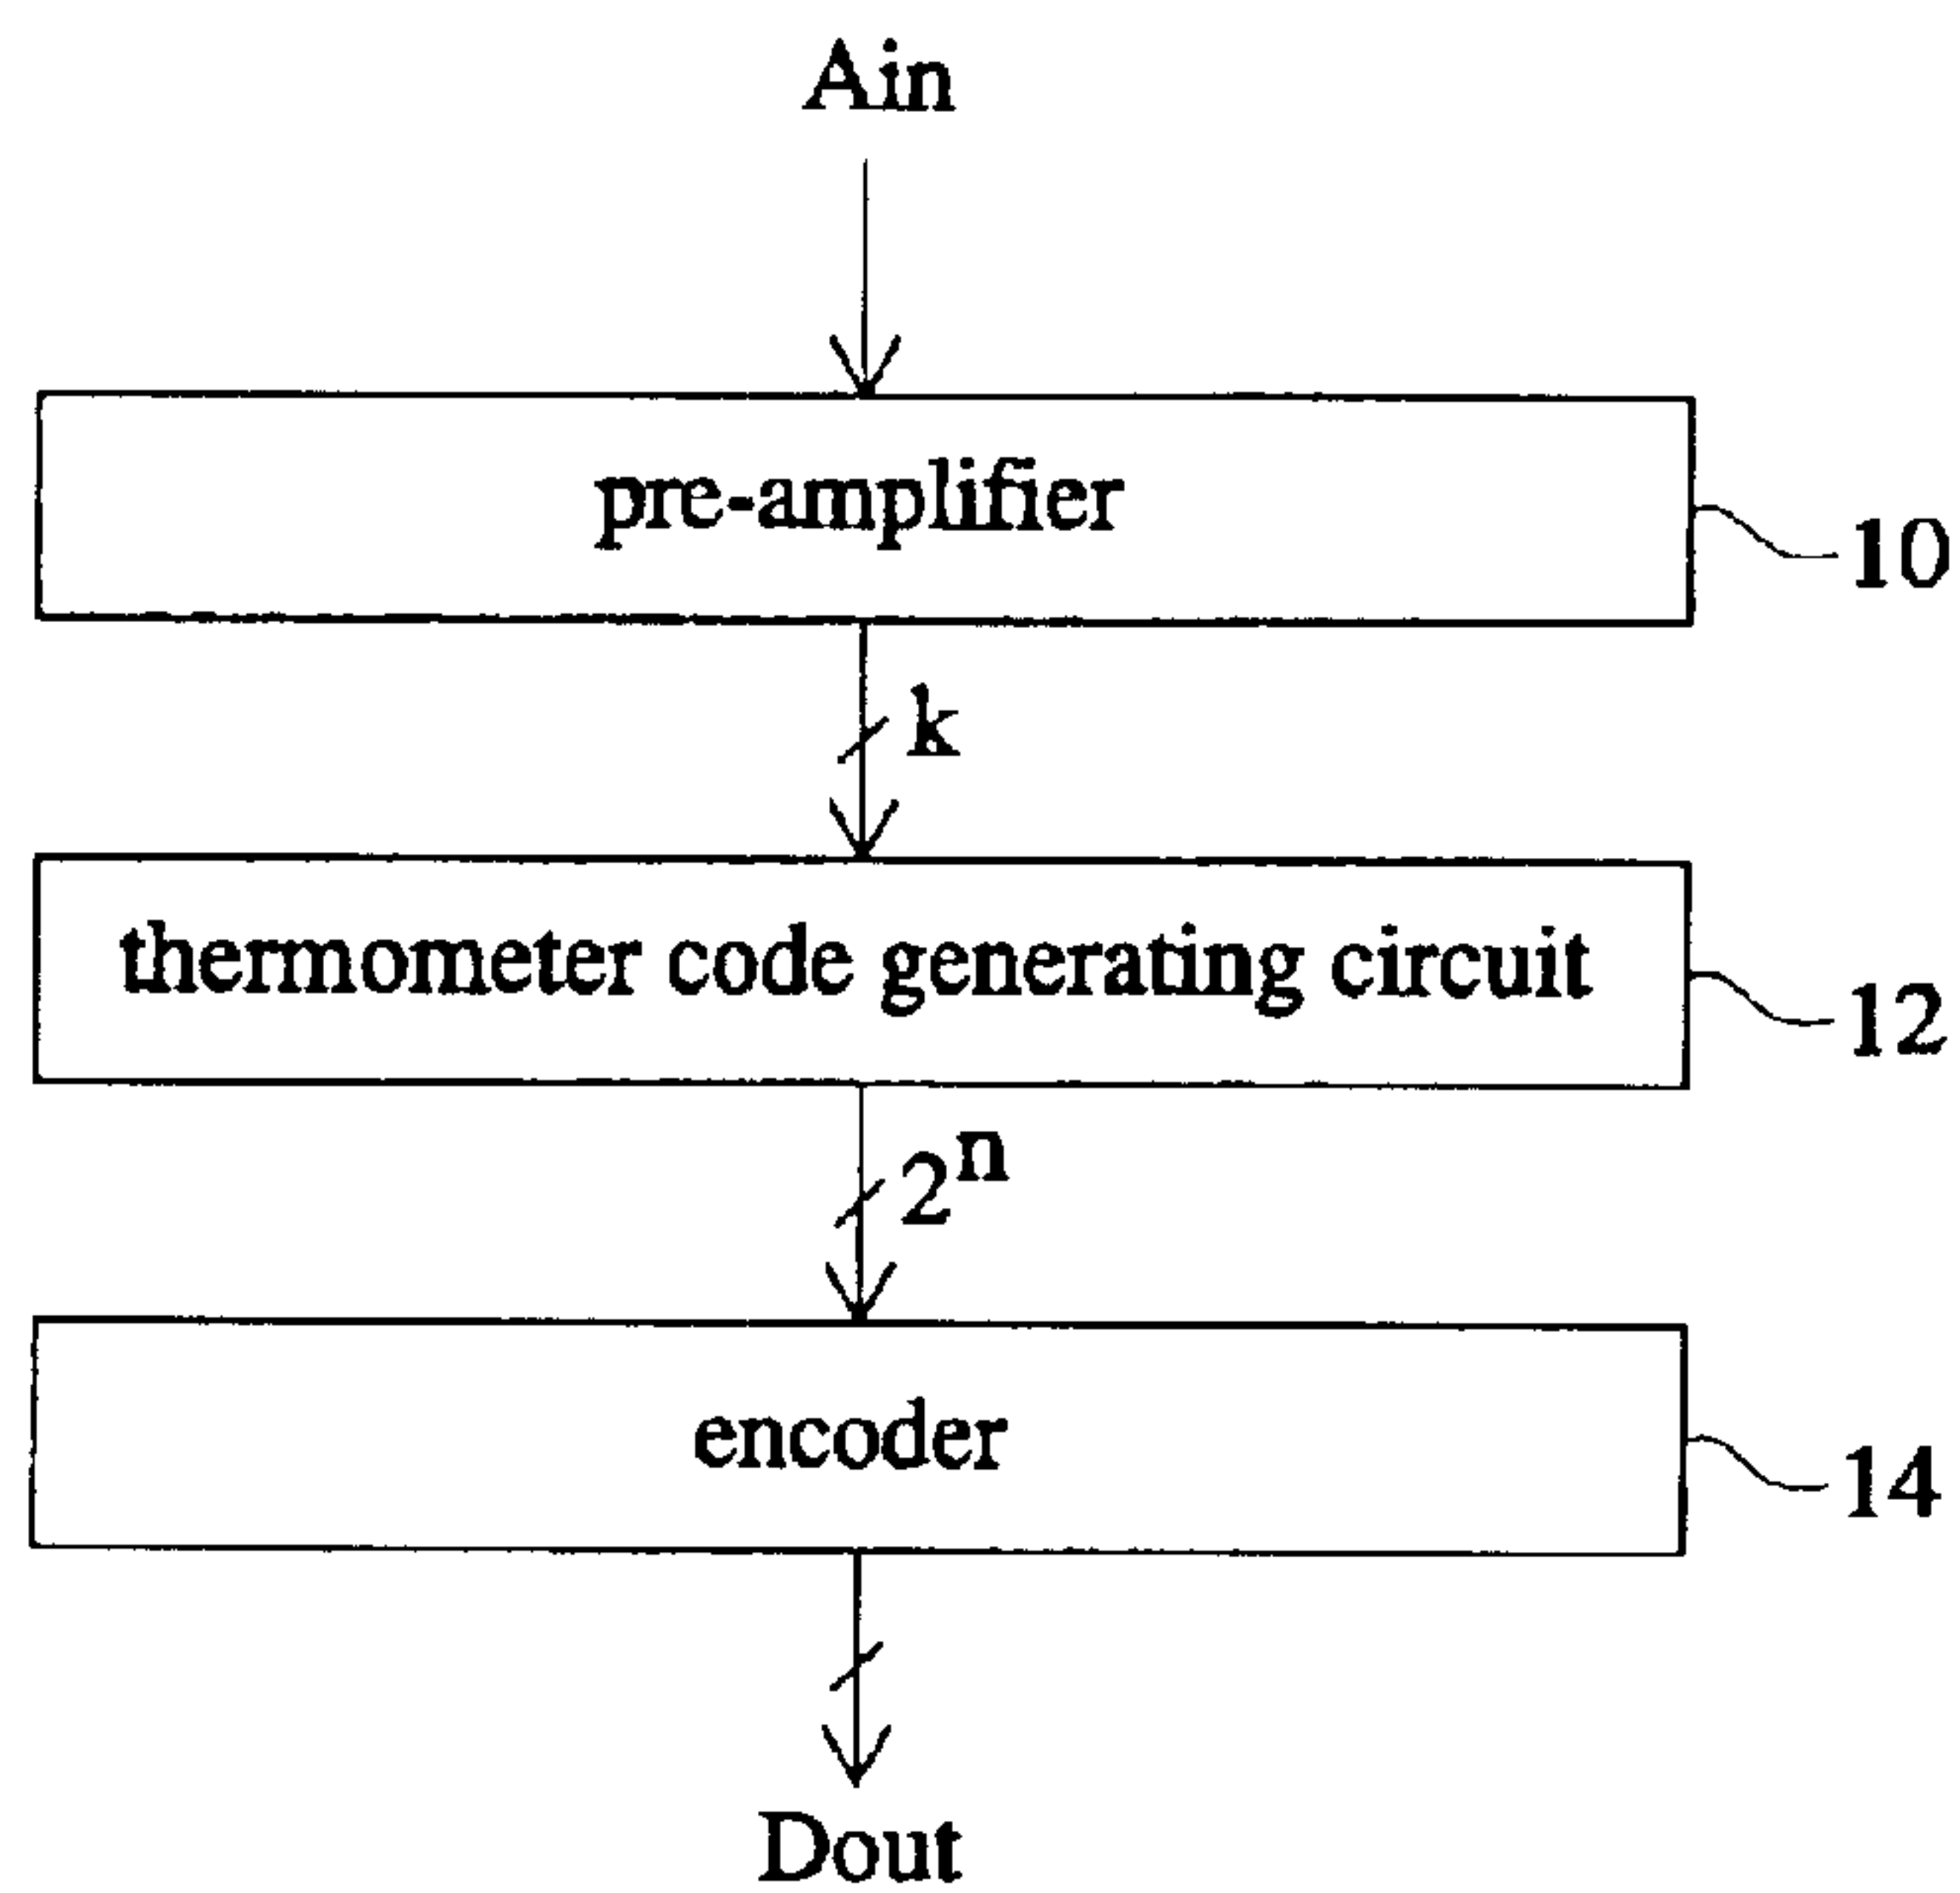 Ain
pre-amplifier
10
k
thermometer code generating circuit
12
2^n
encoder
14
Dout